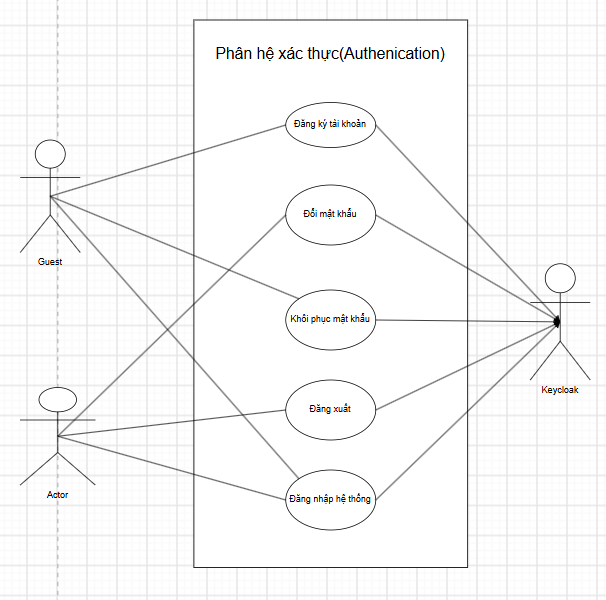 Phân hệ xác thực(Authenication)
Đăng ký tài khoản
Đổi mật khẩu
Guest
Khôi phục mật khẩu
Keycloak
Đăng xuất
Actor
Đăng nhập hệ thống